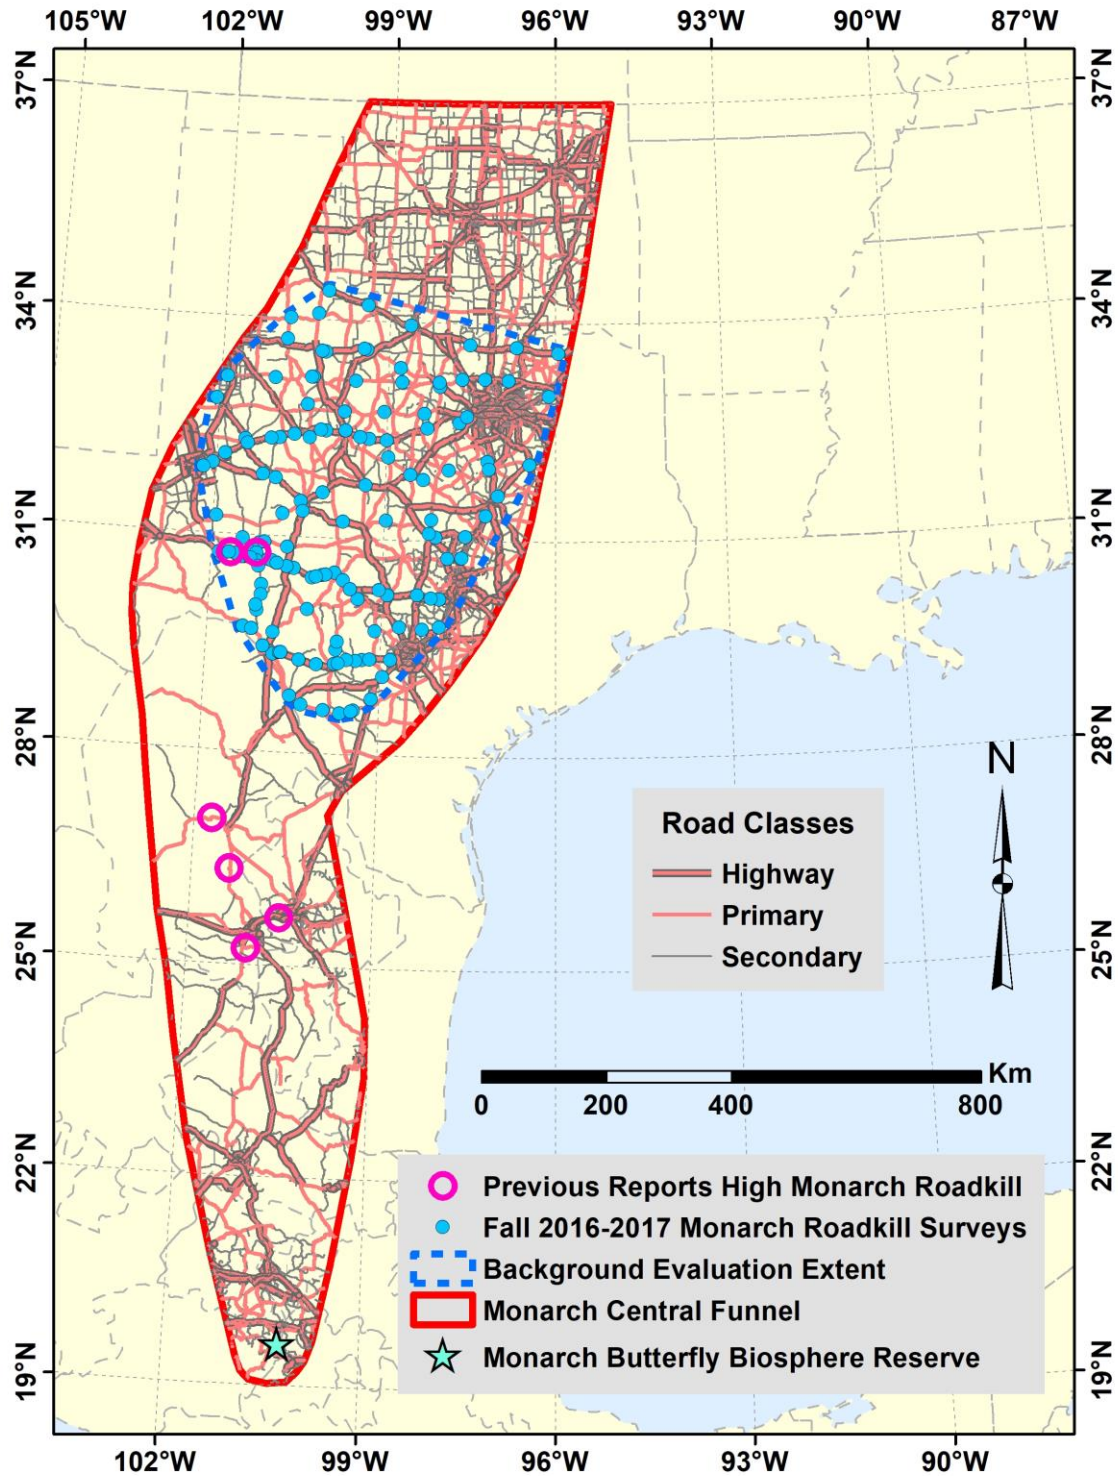 105°W 102°W 99°W 96°W 93°W 90°W 87°W
37°N 37°N
34°N 34°N
31°N 31°N
28°N 28°N
N
Road Classes
Highway
Primary
Secondary
25°N 25°N
Km
0 200 400 800
22°N 22°N
Previous Reports High Monarch Roadkill
Fall 2016-2017 Monarch Roadkill Surveys
Background Evaluation Extent
Monarch Central Funnel
Monarch Butterfly Biosphere Reserve
19°N 19°N
102°W 99°W 96°W 93°W 90°W